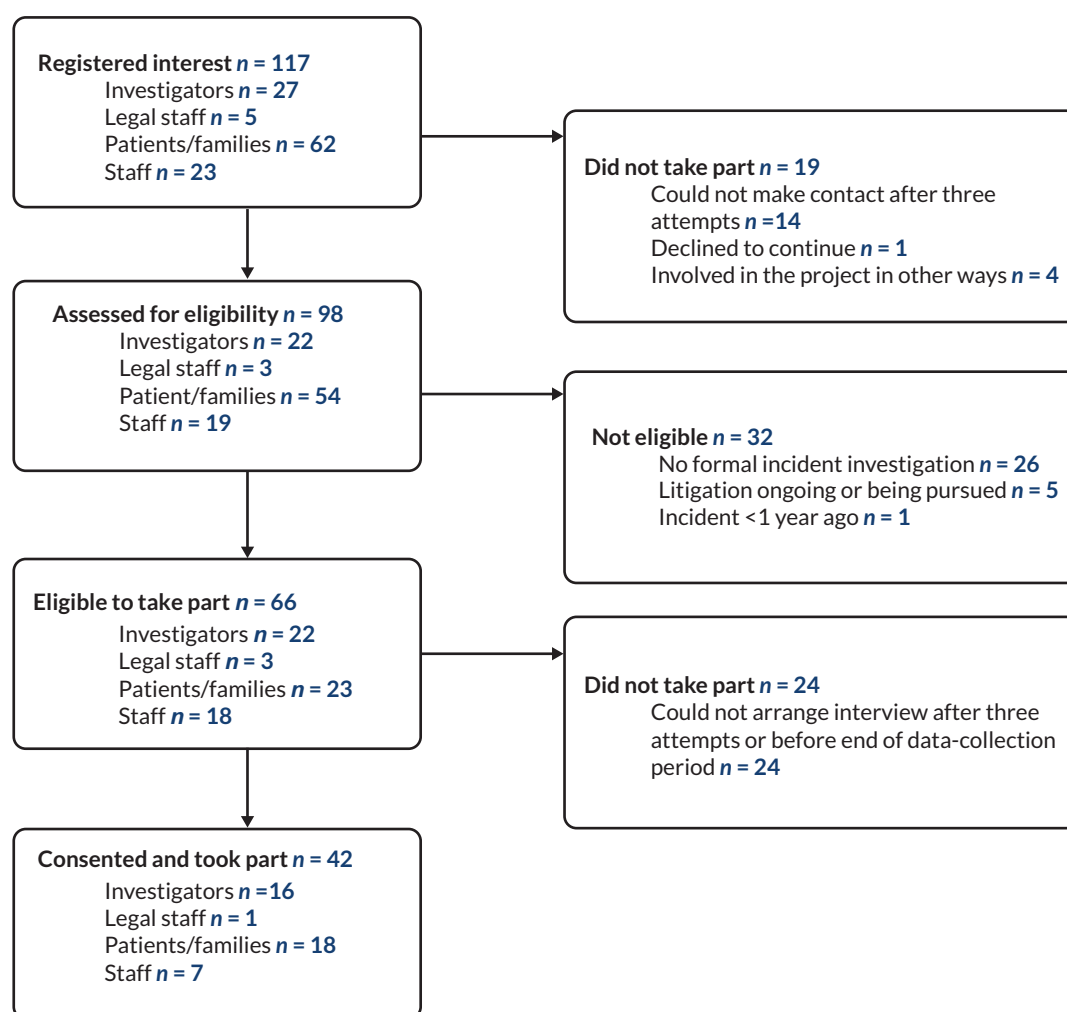 Registered interest n = 117
Investigators n = 27
Legal staff n = 5
Patients/families n = 62
Staff n = 23
Did not take part n = 19
Could not make contact after three
attempts n =14
Declined to continue n = 1
Involved in the project in other ways n = 4
Assessed for eligibility n = 98
Investigators n = 22
Legal staff n = 3
Patient/families n = 54
Staff n = 19
Not eligible n = 32
No formal incident investigation n = 26
Litigation ongoing or being pursued n = 5
Incident <1 year ago n = 1
Eligible to take part n = 66
Investigators n = 22
Legal staff n = 3
Patients/families n = 23
Staff n = 18
Did not take part n = 24
Could not arrange interview after three
attempts or before end of data-collection
period n = 24
Consented and took part n = 42
Investigators n =16
Legal staff n = 1
Patients/families n = 18
Staff n = 7